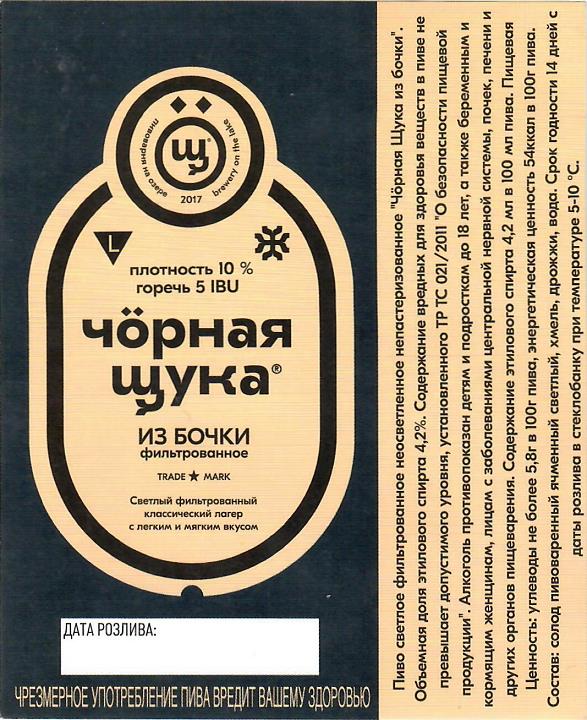 пивоварня на озере
brewery on the lake
щу
2017
L
плотность 10 %
горечь 5 IBU
чöрная
щука®
ИЗ БОЧКИ
фильтрованное
TRADE ★ MARK
Светлый фильтрованный
классический лагер
с легким и мягким вкусом
ДАТА РОЗЛИВА:
ЧРЕЗМЕРНОЕ УПОТРЕБЛЕНИЕ ПИВА ВРЕДИТ ВАШЕМУ ЗДОРОВЬЮ
Пиво светлое фильтрованное неосветленное непастеризованное "Чöрная Щука из бочки".
Объемная доля этилового спирта 4,2%. Содержание вредных для здоровья веществ в пиве не
превышает допустимого уровня, установленного ТР ТС 021/2011 "О безопасности пищевой
продукции". Алкоголь противопоказан детям и подросткам до 18 лет, а также беременным и
кормящим женщинам, лицам с заболеваниями центральной нервной системы, почек, печени и
других органов пищеварения. Содержание этилового спирта 4,2 мл в 100 мл пива. Пищевая
Ценность: углеводы не более 5,8г в 100г пива, энергетическая ценность 54ккал в 100г пива.
Состав: солод пивоваренный ячменный светлый, хмель, дрожжи, вода. Срок годности 14 дней с
даты розлива в стеклобанку при температуре 5-10 °С.